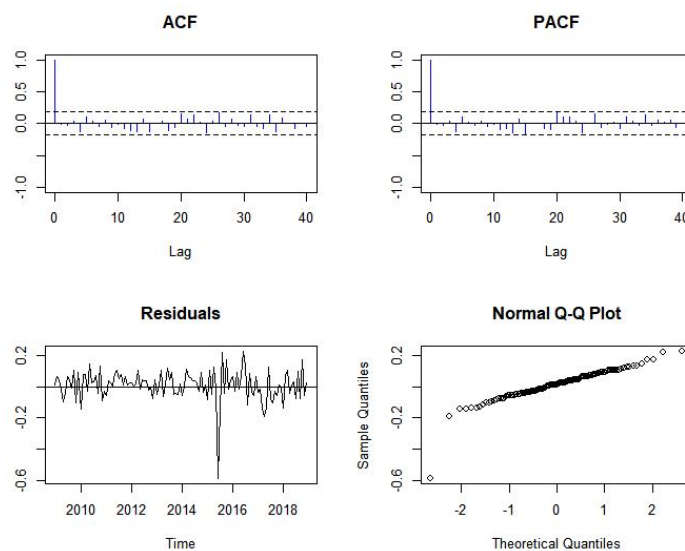 ACF
PACF
1.0
0.5
0.0
-1.0
0 10 20 30 40
Lag
1.0
0.5
0.0
-1.0
0 10 20 30 40
Lag
Residuals
Normal Q-Q Plot
0.2
-0.2
-0.6
2010 2012 2014 2016 2018
Time
Sample Quantiles
0.2
-0.2
-0.6
-2 -1 0 1 2
Theoretical Quantiles